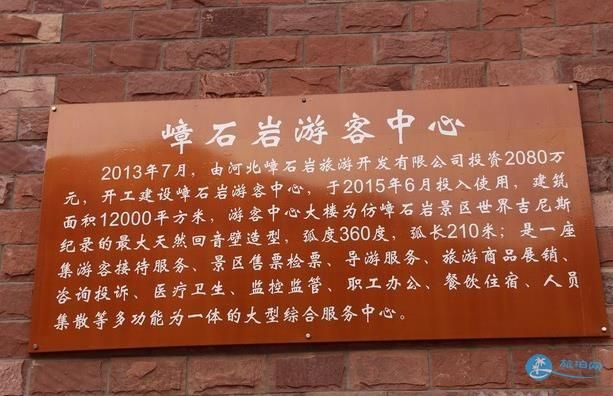 嶂石岩游客中心
2013年7月，由河北嶂石岩旅游开发有限公司投资2080万
元，开工建设嶂石岩游客中心，于2015年6月投入使用，建筑
面积12000平方米，游客中心大楼为仿嶂石岩景区世界吉尼斯
纪录的最大天然回音壁造型，弧度360度，弧长210米；是一座
集游客接待服务、景区售票检票、导游服务、旅游商品展销、
咨询投诉、医疗卫生、监控监管、职工办公、餐饮住宿、人员
集散等多功能为一体的大型综合服务中心。
旅泊网